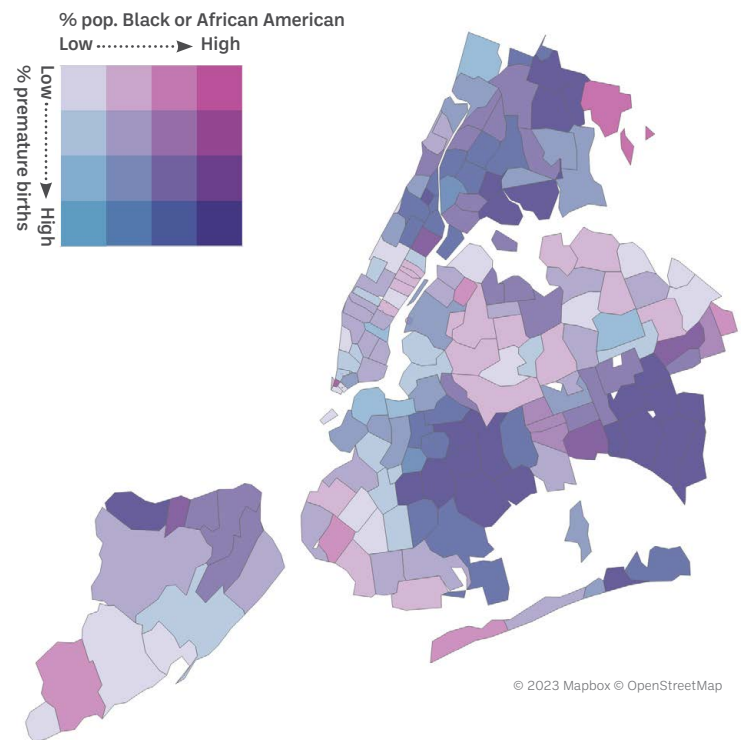 % pop. Black or African American
Low High
Low
% premature births
High
© 2023 Mapbox © OpenStreetMap